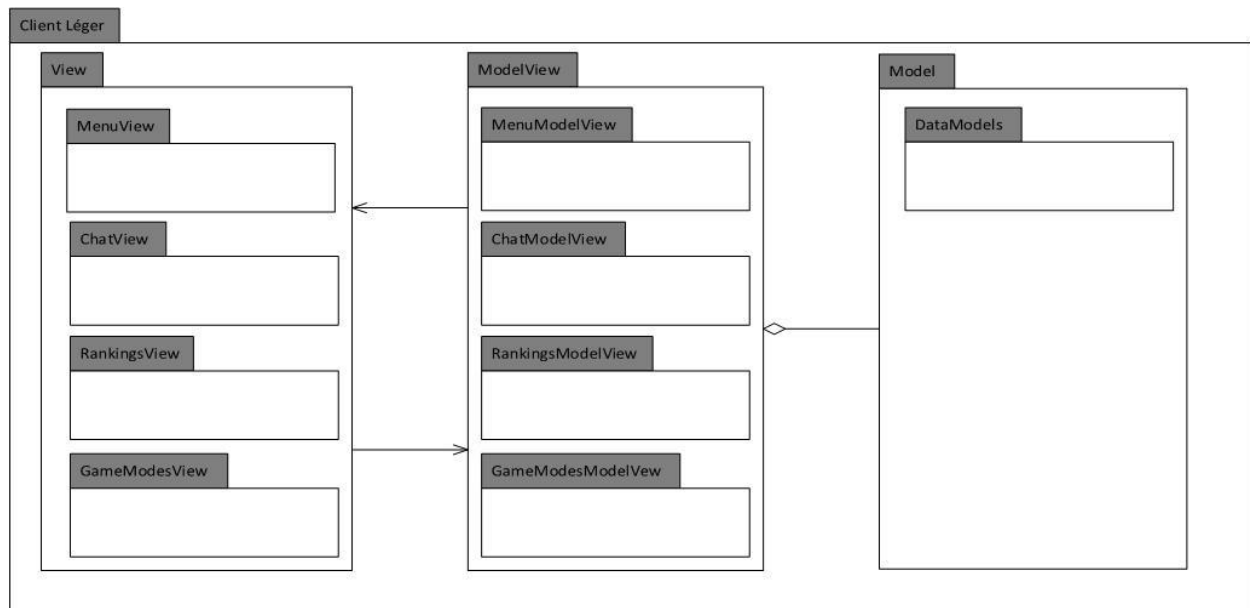 Client Léger
View
ModelView
Model
MenuView
MenuModelView
DataModels
ChatView
ChatModelView
RankingsView
RankingsModelView
GameModesView
GameModesModelVew